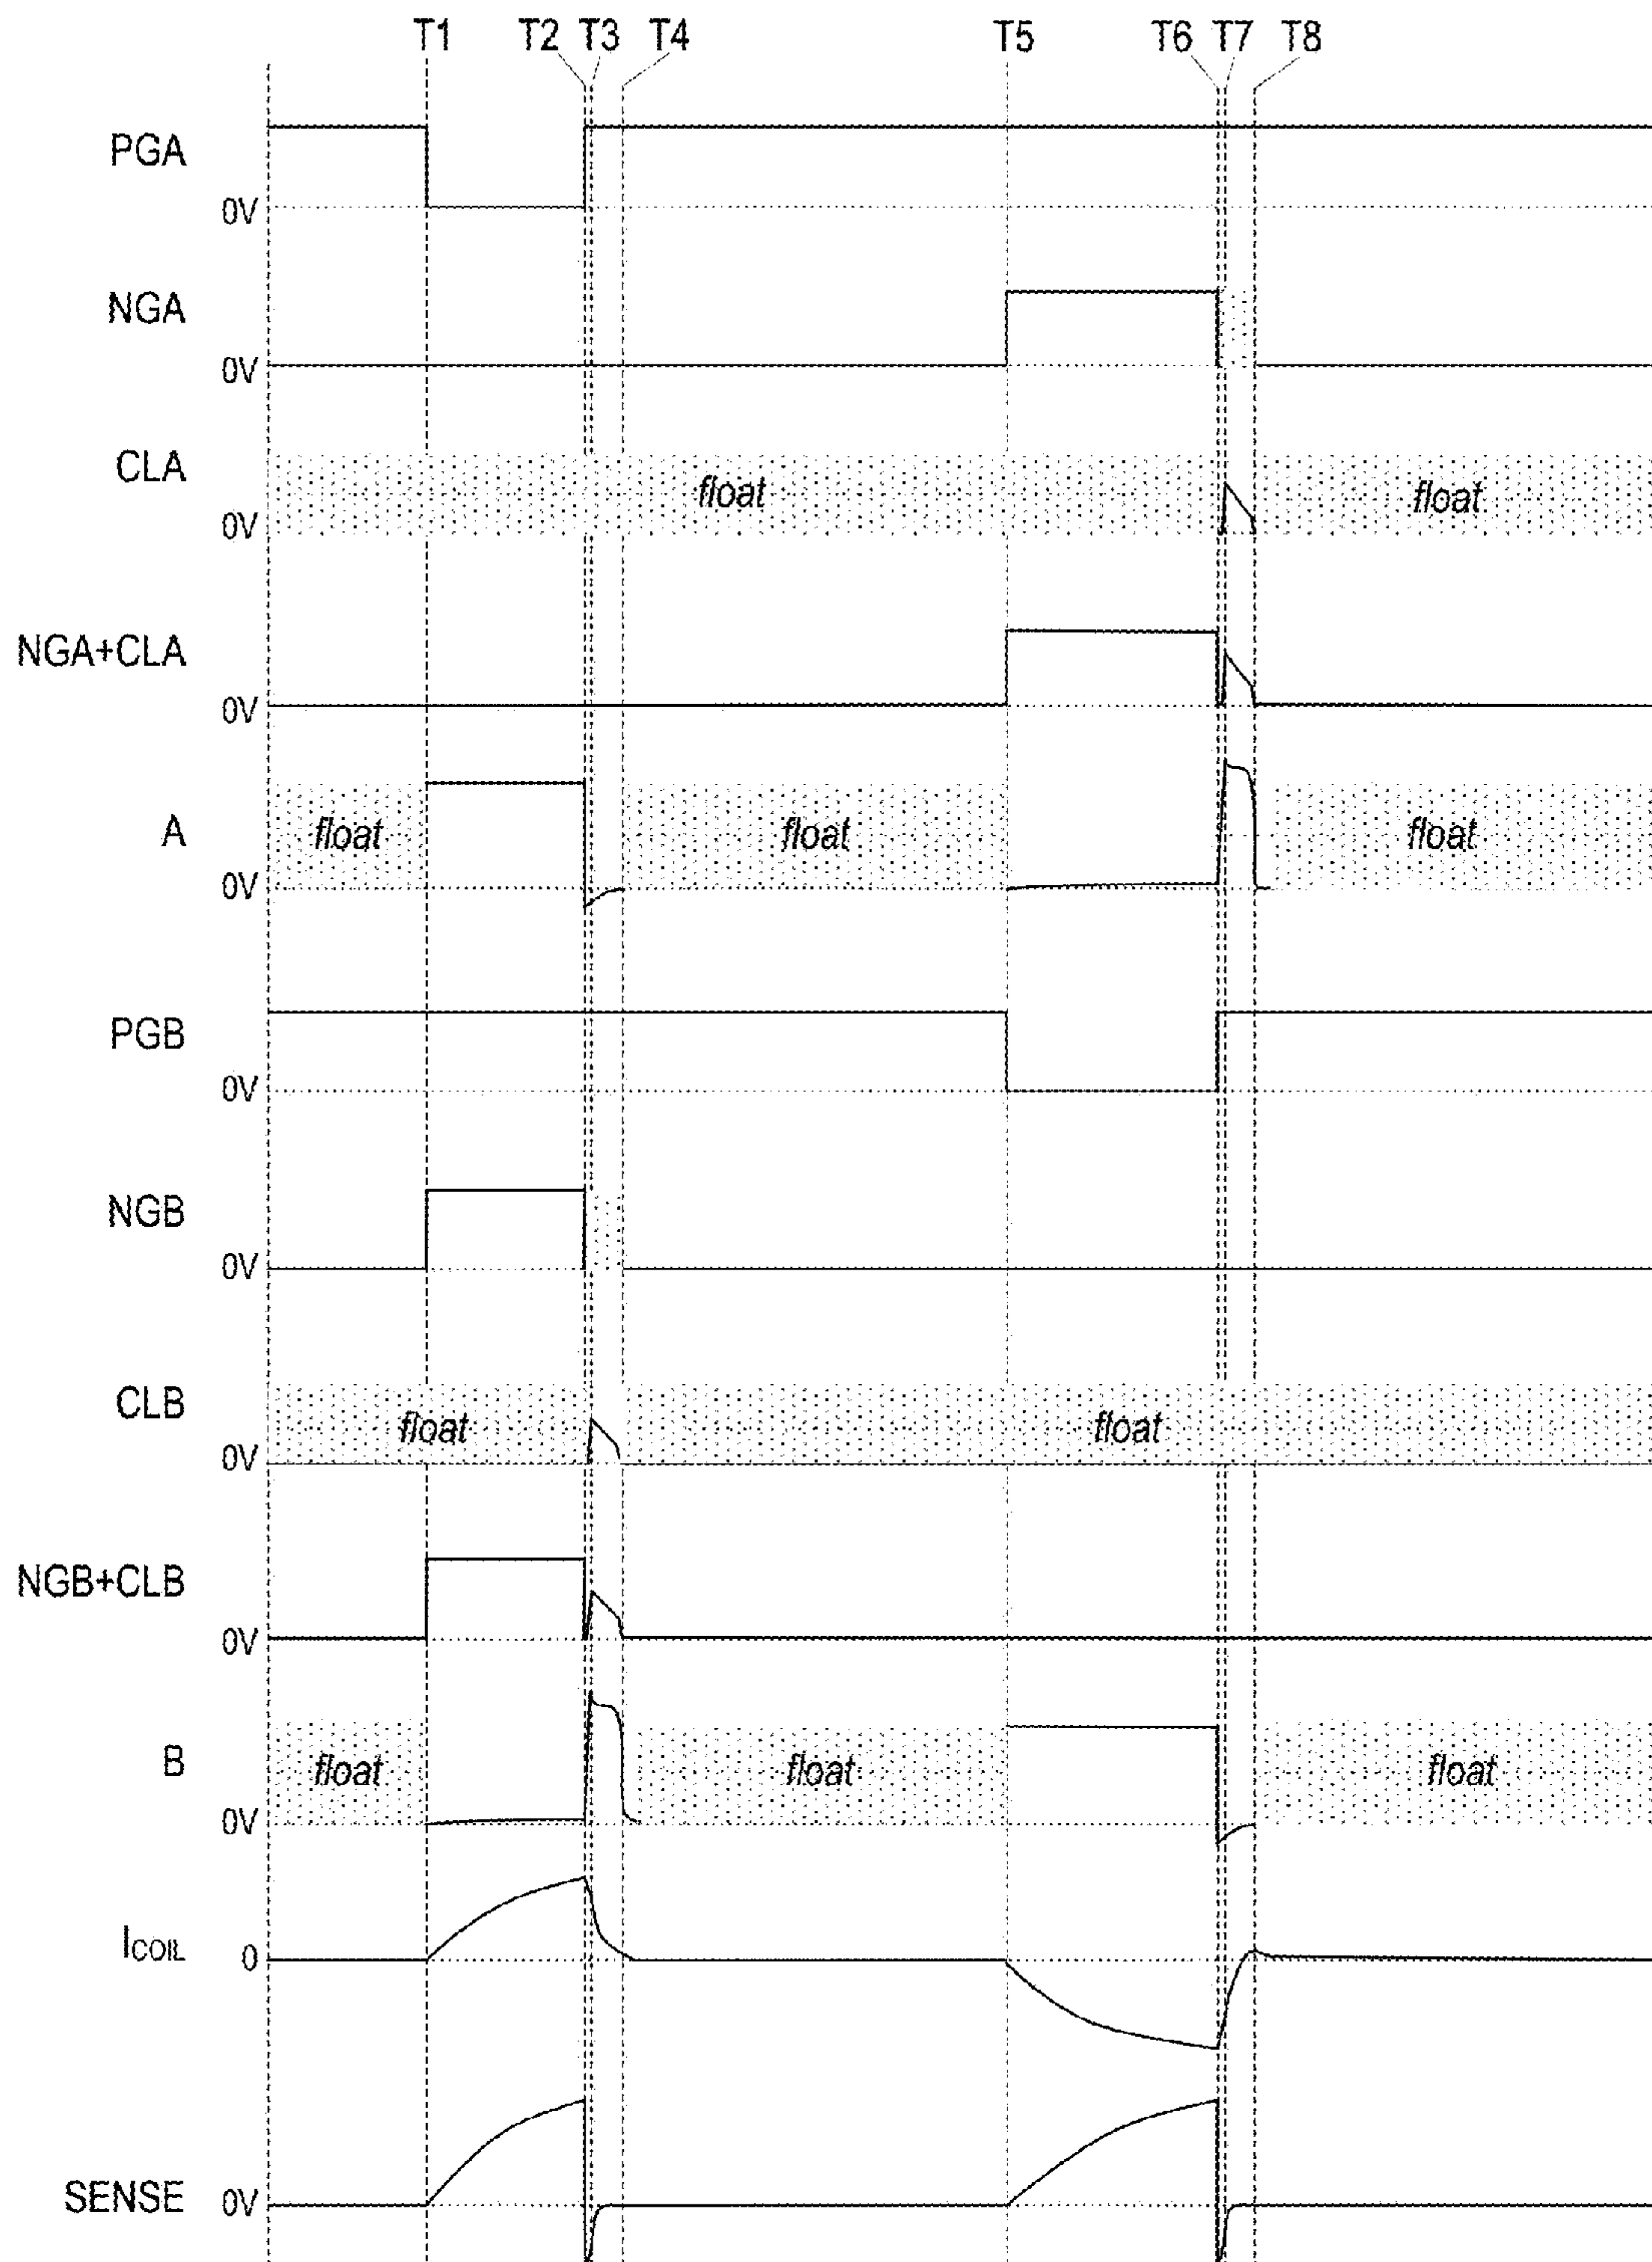 T1 T2 T3 T4 T5 T6 T7 T8
PGA
0V
NGA
0V
CLA
float float
0V
NGA+CLA
0V
A
float float float
0V
PGB
0V
NGB
0V
CLB
float float
0V
NGB+CLB
0V
B
float float float
0V
ICOIL 0
SENSE 0V